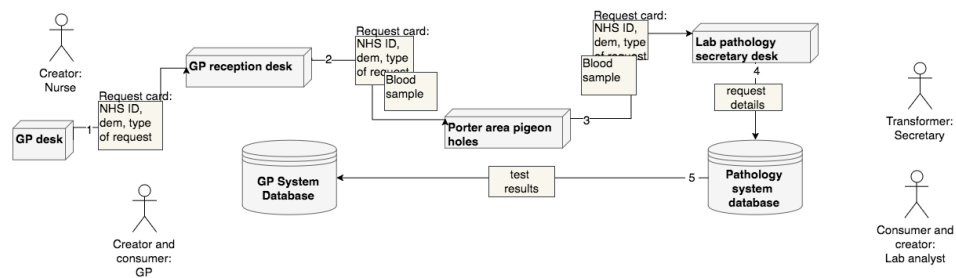 Creator:
Nurse
GP desk
1
Request card:
NHS ID,
dem, type
of request
GP reception desk
2
Request card:
NHS ID,
dem, type
of request
Blood
sample
Porter area pigeon
holes
3
Request card:
NHS ID,
dem, type
of request
Blood
sample
Lab pathology
secretary desk
4
request
details
Transformer:
Secretary
GP System
Database
test
results
5
Pathology
system
database
Creator and
consumer:
GP
Consumer and
creator:
Lab analyst